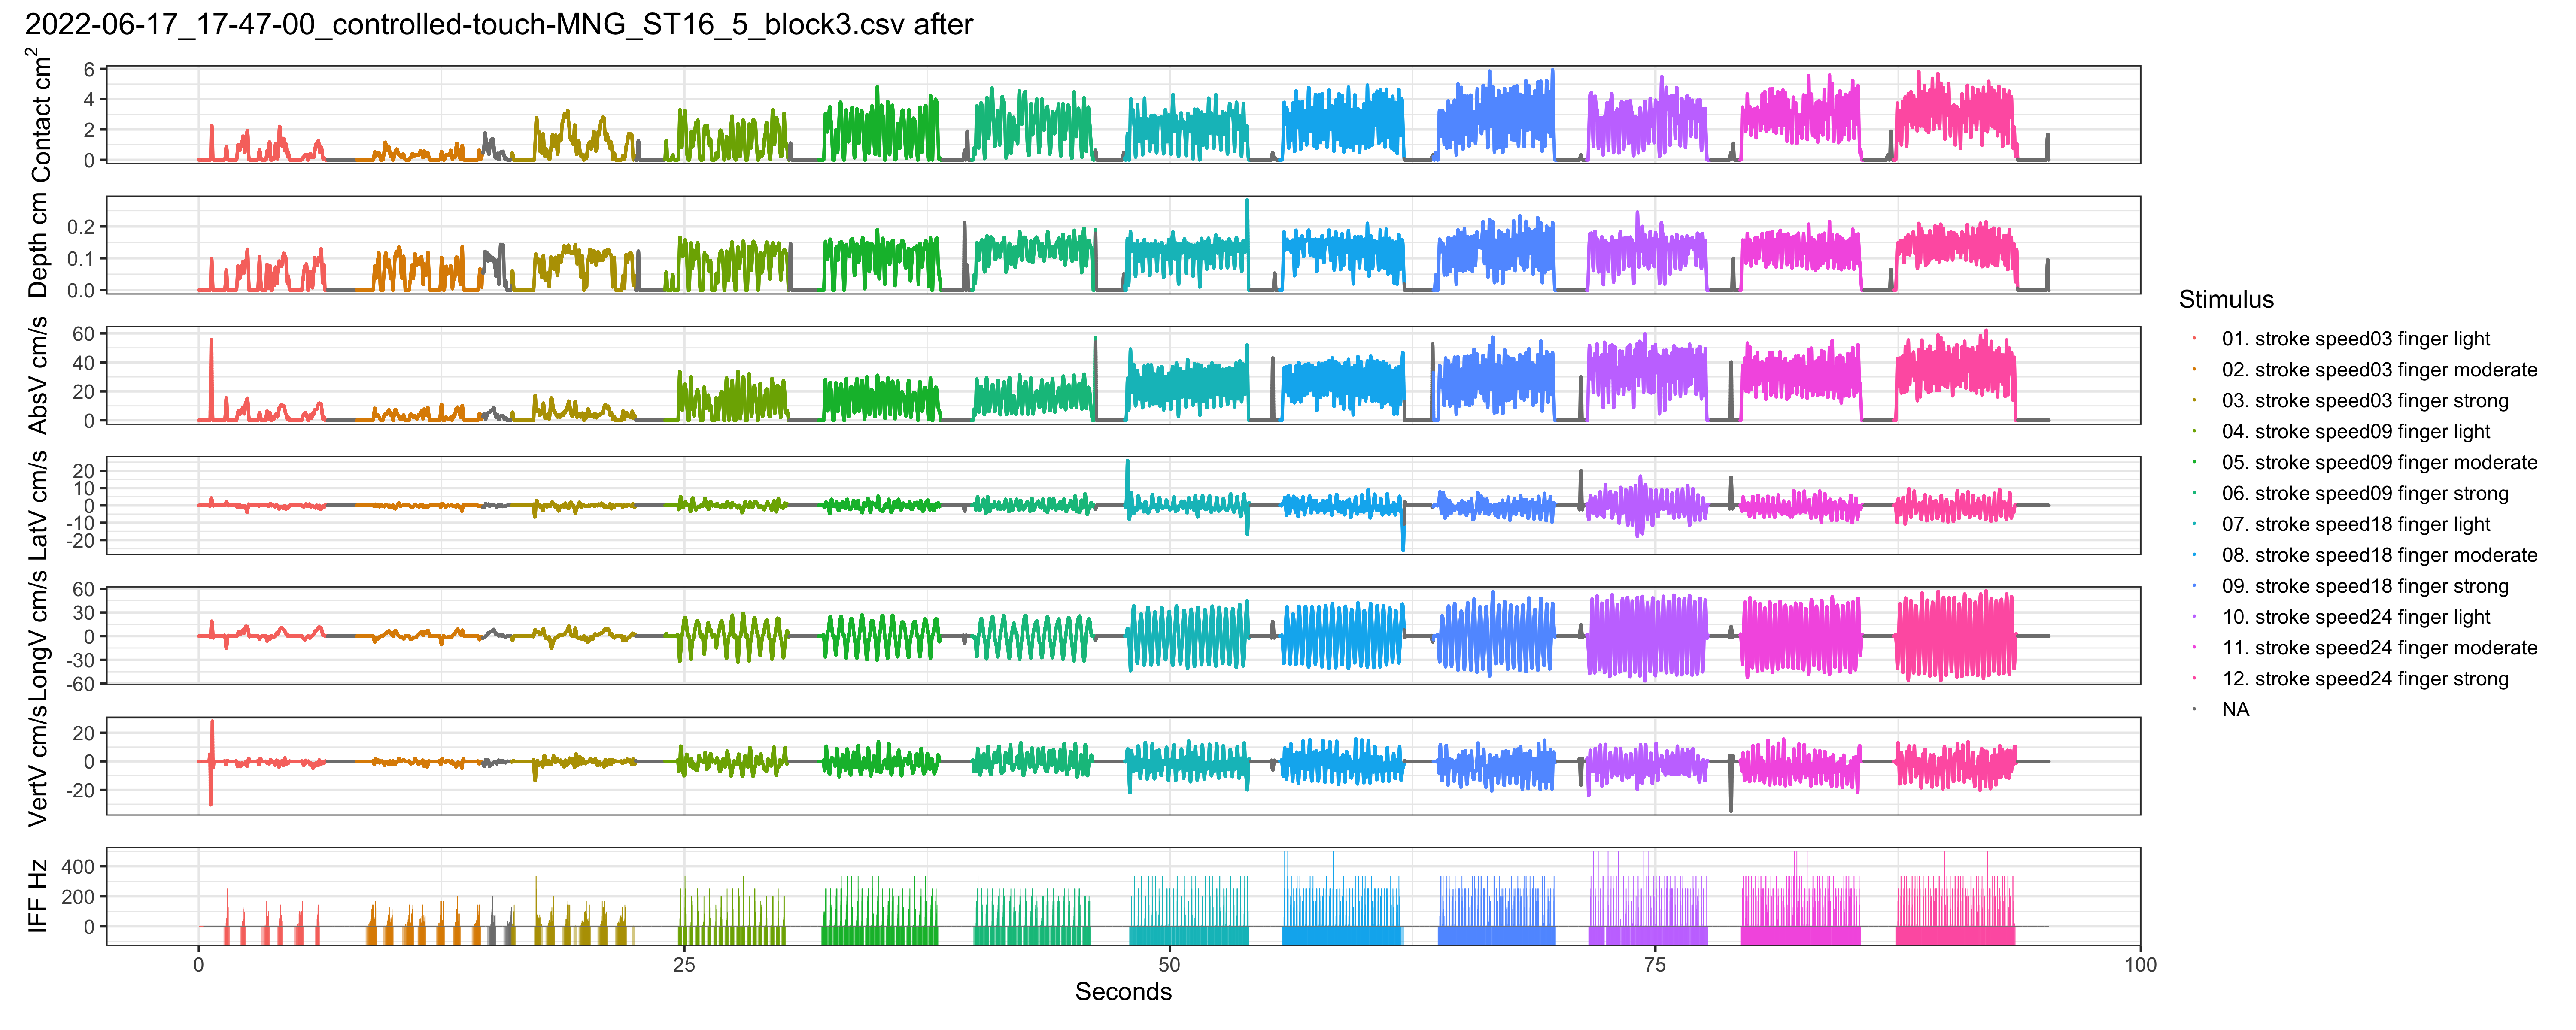 2022-06-17_17-47-00_controlled-touch-MNG_ST16_5_block3.csv after
Contact cm²
6
4
2
0
Depth cm
0.2
0.1
0.0
AbsV cm/s
60
40
20
0
LatV cm/s
20
10
0
-10
-20
LongV cm/s
60
30
0
-30
-60
VertV cm/s
20
0
-20
IFF Hz
400
200
0
0 25 50 75 100
Seconds
Stimulus
01. stroke speed03 finger light
02. stroke speed03 finger moderate
03. stroke speed03 finger strong
04. stroke speed09 finger light
05. stroke speed09 finger moderate
06. stroke speed09 finger strong
07. stroke speed18 finger light
08. stroke speed18 finger moderate
09. stroke speed18 finger strong
10. stroke speed24 finger light
11. stroke speed24 finger moderate
12. stroke speed24 finger strong
NA